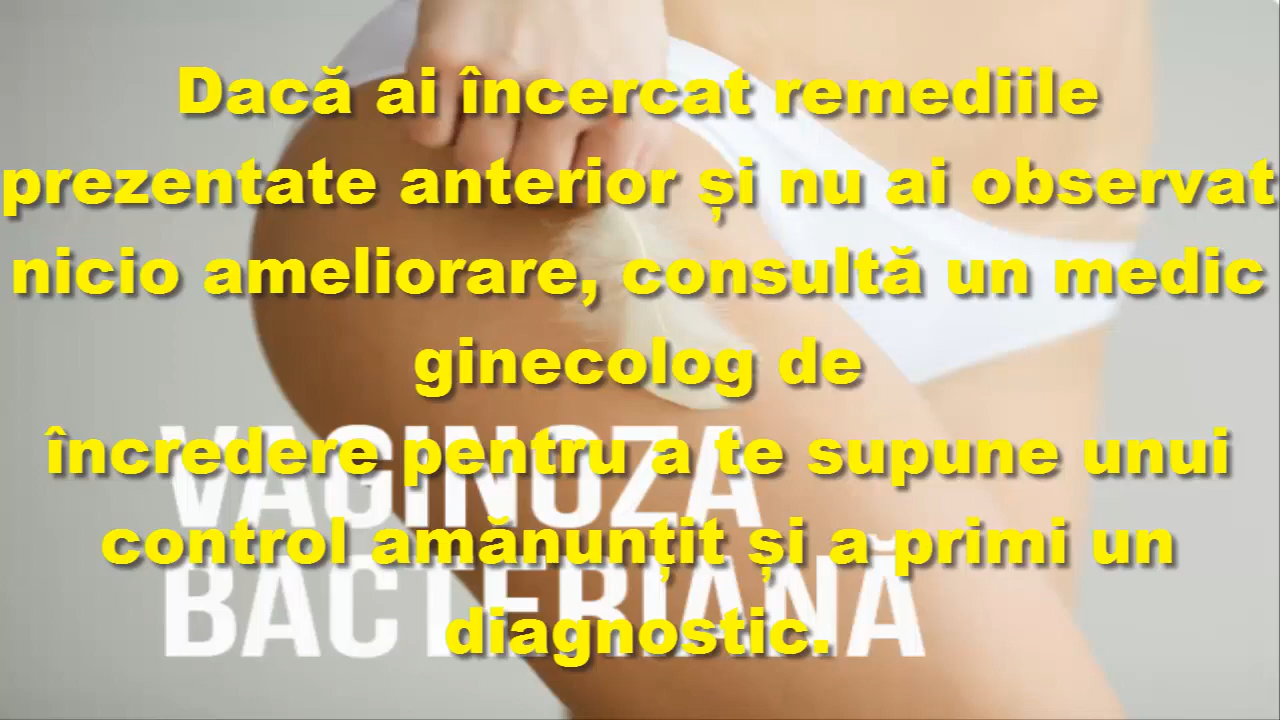 Dacă ai încercat remediile
prezentate anterior și nu ai observat
nicio ameliorare, consultă un medic
ginecolog de
încredere pentru a te supune unui
control amănunțit și a primi un
diagnostic.
VAGINOZA
BACTERIANĂ